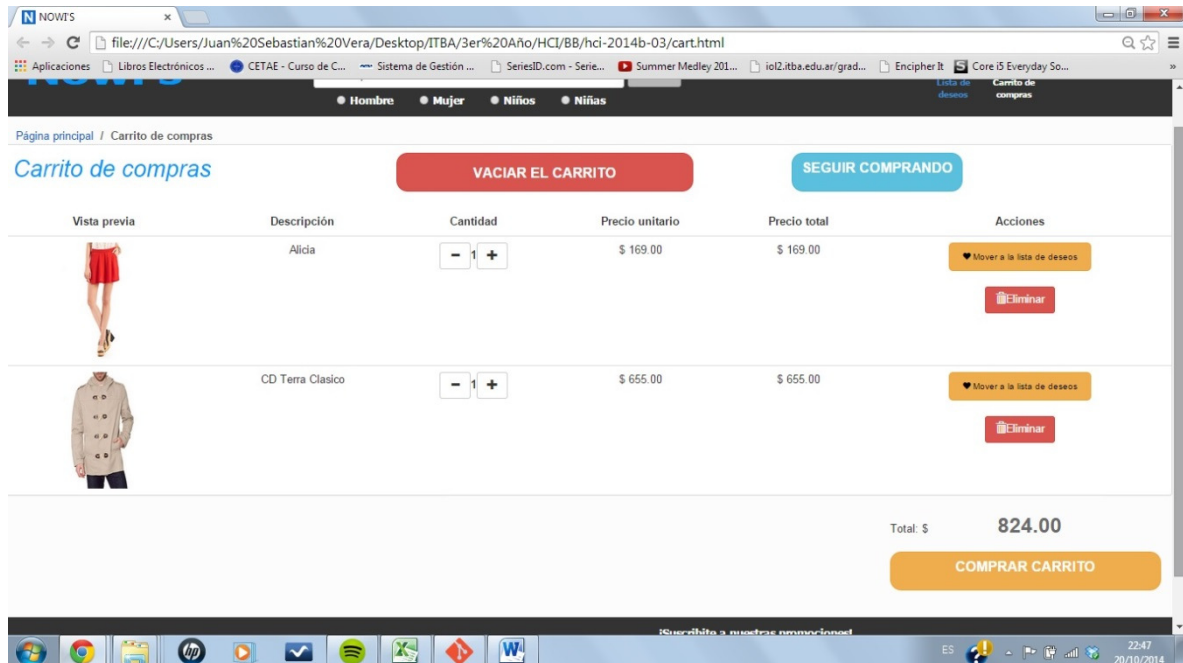 NOWI'S
file:///C:/Users/Juan%20Sebastian%20Vera/Desktop/ITBA/3er%20Año/HCI/BB/hci-2014b-03/cart.html
Aplicaciones Libros Electrónicos ... CETAE - Curso de C... Sistema de Gestión ... SeriesID.com - Serie... Summer Medley 201... iol2.itba.edu.ar/grad... Encipher It Core i5 Everyday So... »
Lista de deseos Carrito de compras
Hombre Mujer Niños Niñas
Página principal / Carrito de compras
Carrito de compras VACIAR EL CARRITO SEGUIR COMPRANDO
Vista previa Descripción Cantidad Precio unitario Precio total Acciones
Alicia - 1 + $ 169.00 $ 169.00 Mover a la lista de deseos
Eliminar
CD Terra Clasico - 1 + $ 655.00 $ 655.00 Mover a la lista de deseos
Eliminar
Total: $ 824.00
COMPRAR CARRITO
¡Suscribite a nuestras promociones!
hp
ES 22:47
20/10/2014